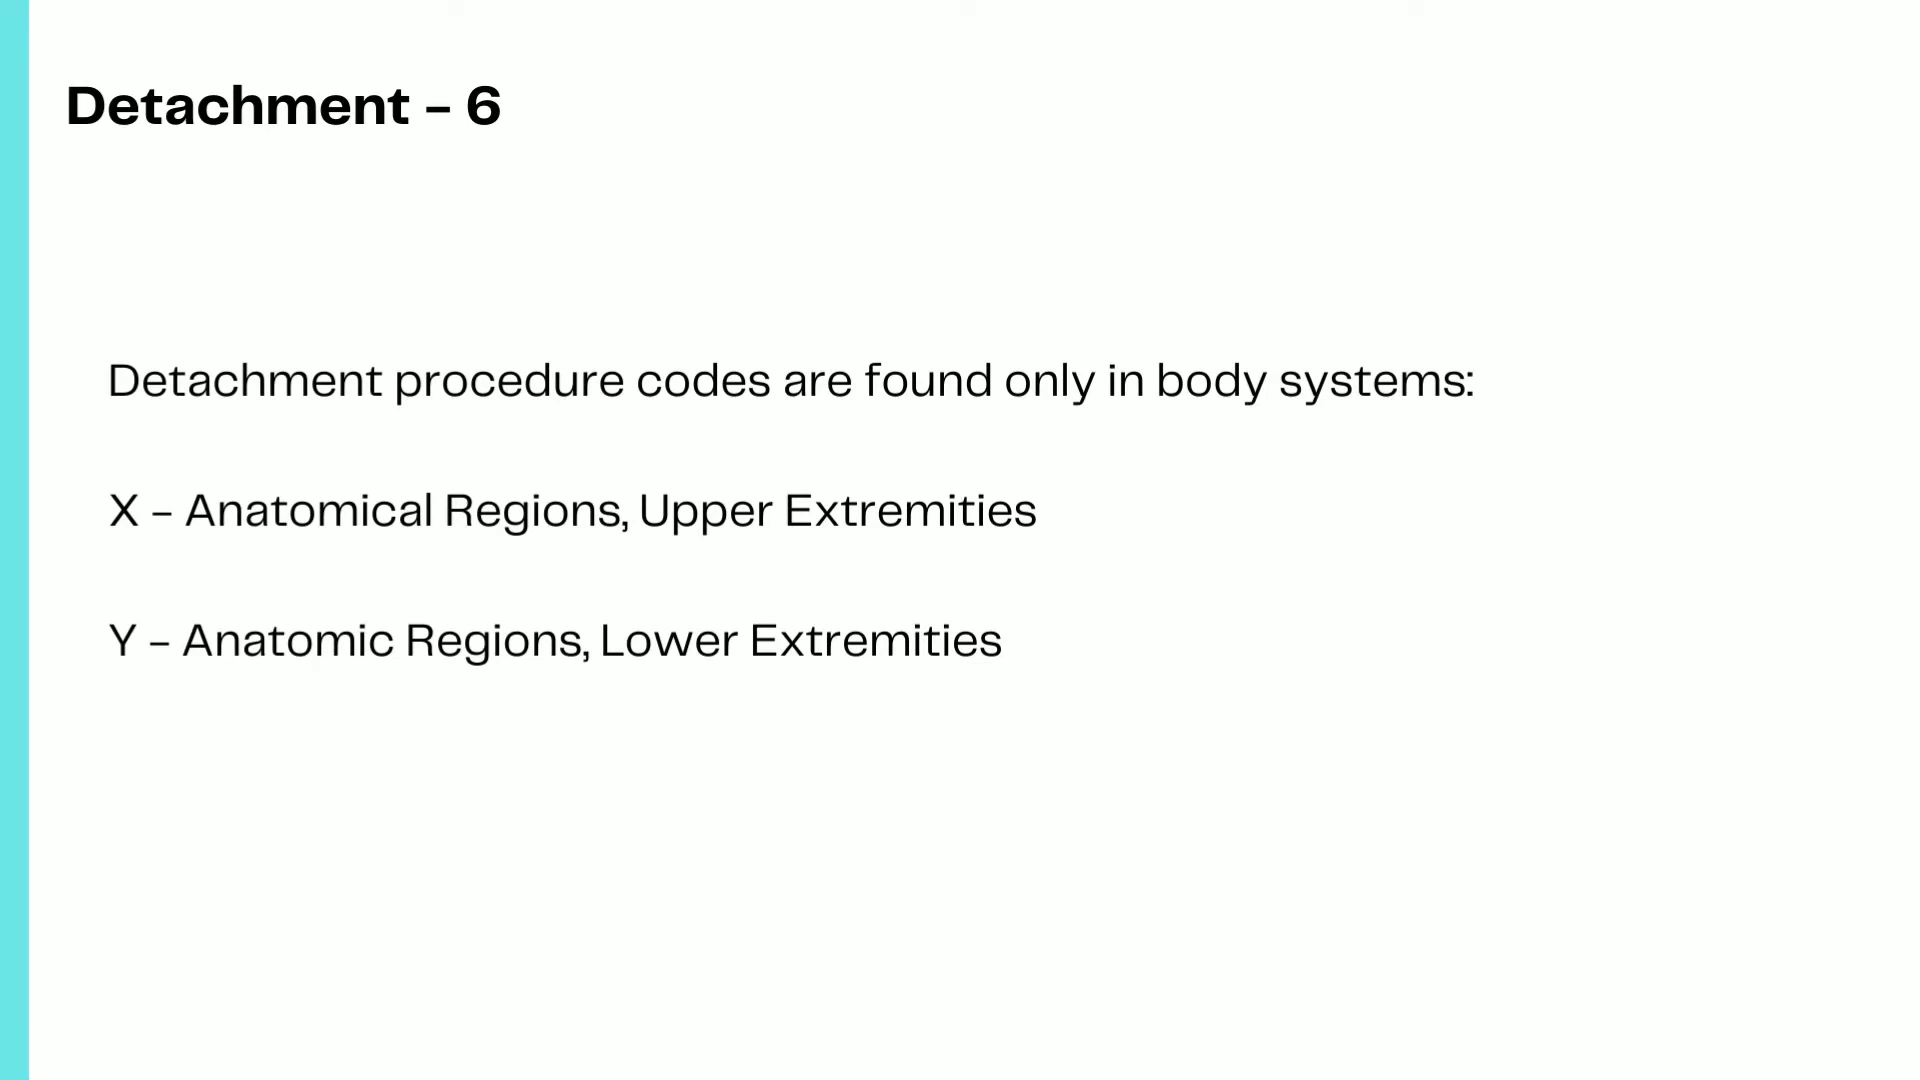 Detachment – 6
Detachment procedure codes are found only in body systems:
X – Anatomical Regions, Upper Extremities
Y – Anatomic Regions, Lower Extremities